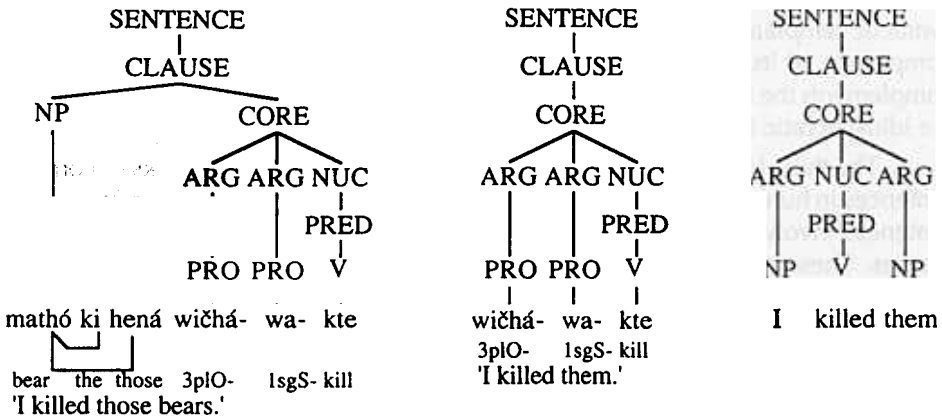 SENTENCE
CLAUSE
NP CORE
ARG ARG NUC
PRED
PRO PRO V
mathó ki hená wičhá- wa- kte
bear the those 3plO- 1sgS- kill
'I killed those bears.'
SENTENCE
CLAUSE
CORE
ARG ARG NUC
PRED
PRO PRO V
wičhá- wa- kte
3plO- 1sgS- kill
'I killed them.'
SENTENCE
CLAUSE
CORE
ARG NUC ARG
PRED
NP V NP
I killed them